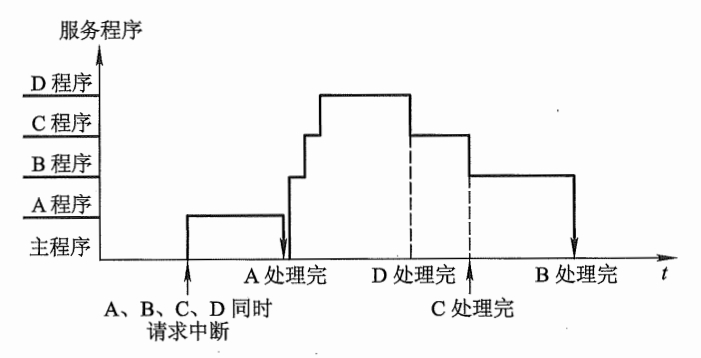 服务程序
D 程序
C 程序
B 程序
A 程序
主程序
A 处理完
D 处理完
B 处理完
t
A、B、C、D 同时
请求中断
C 处理完